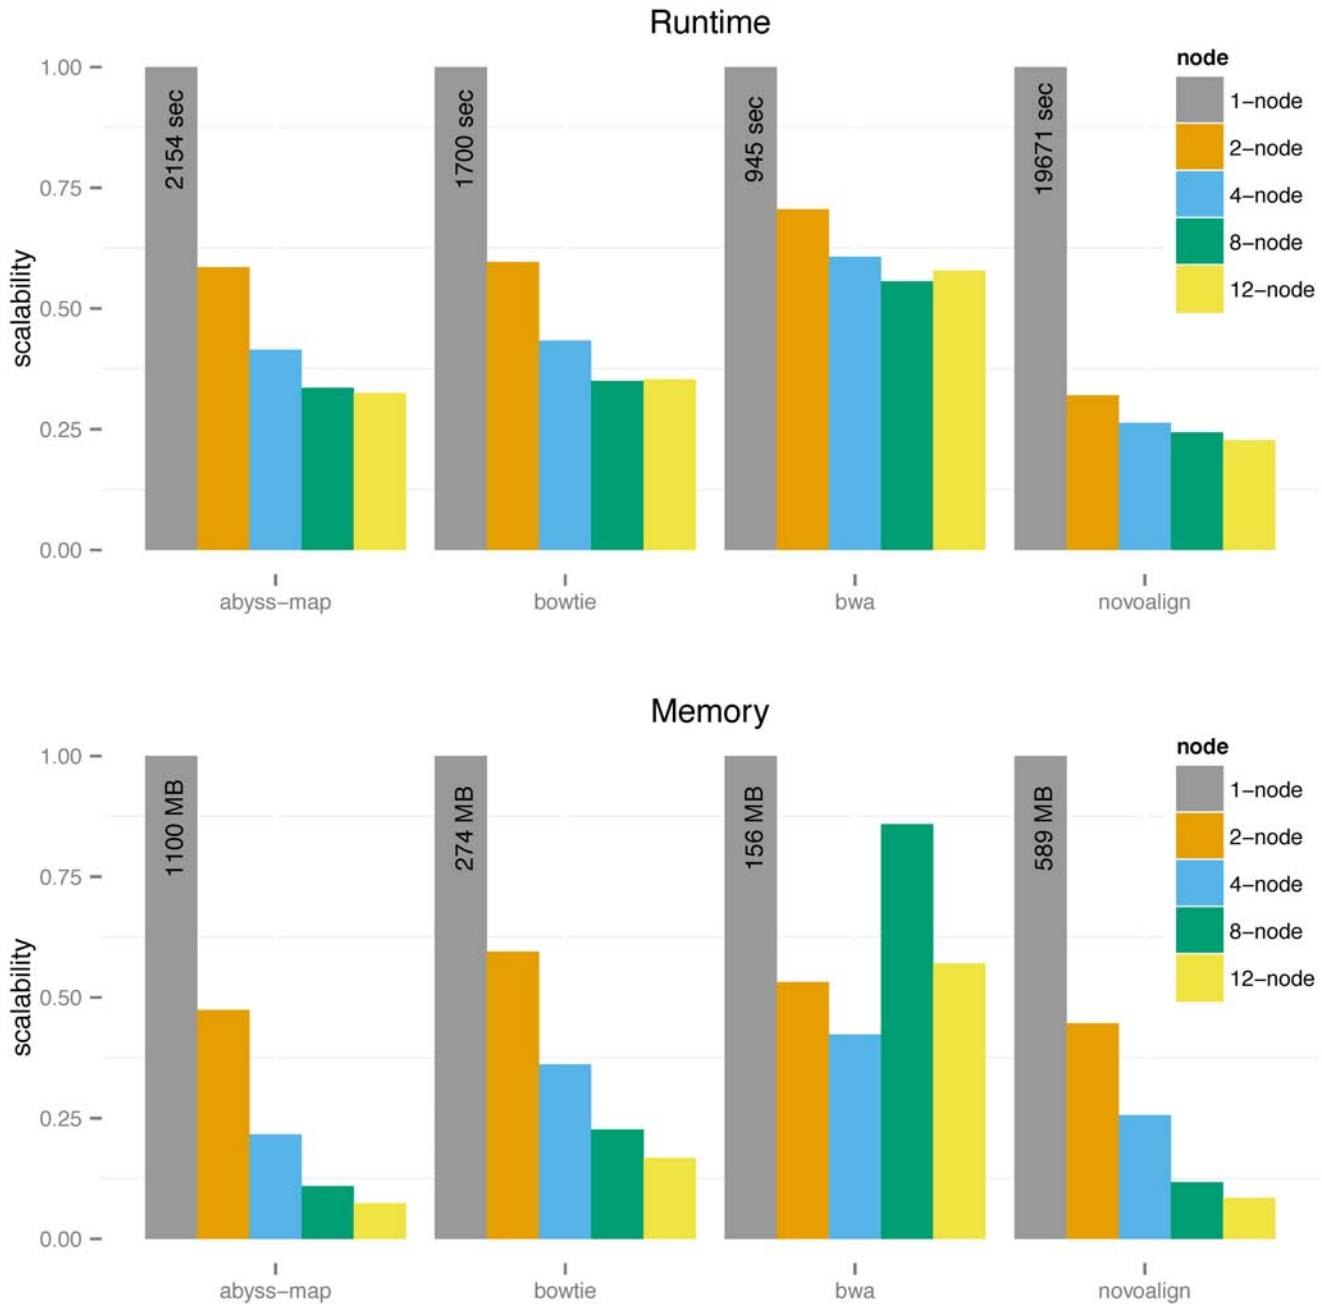 Runtime
scalability
1.00
0.75
0.50
0.25
0.00
2154 sec
1700 sec
945 sec
19671 sec
abyss−map
bowtie
bwa
novoalign
node
1−node
2−node
4−node
8−node
12−node
Memory
scalability
1.00
0.75
0.50
0.25
0.00
1100 MB
274 MB
156 MB
589 MB
abyss−map
bowtie
bwa
novoalign
node
1−node
2−node
4−node
8−node
12−node